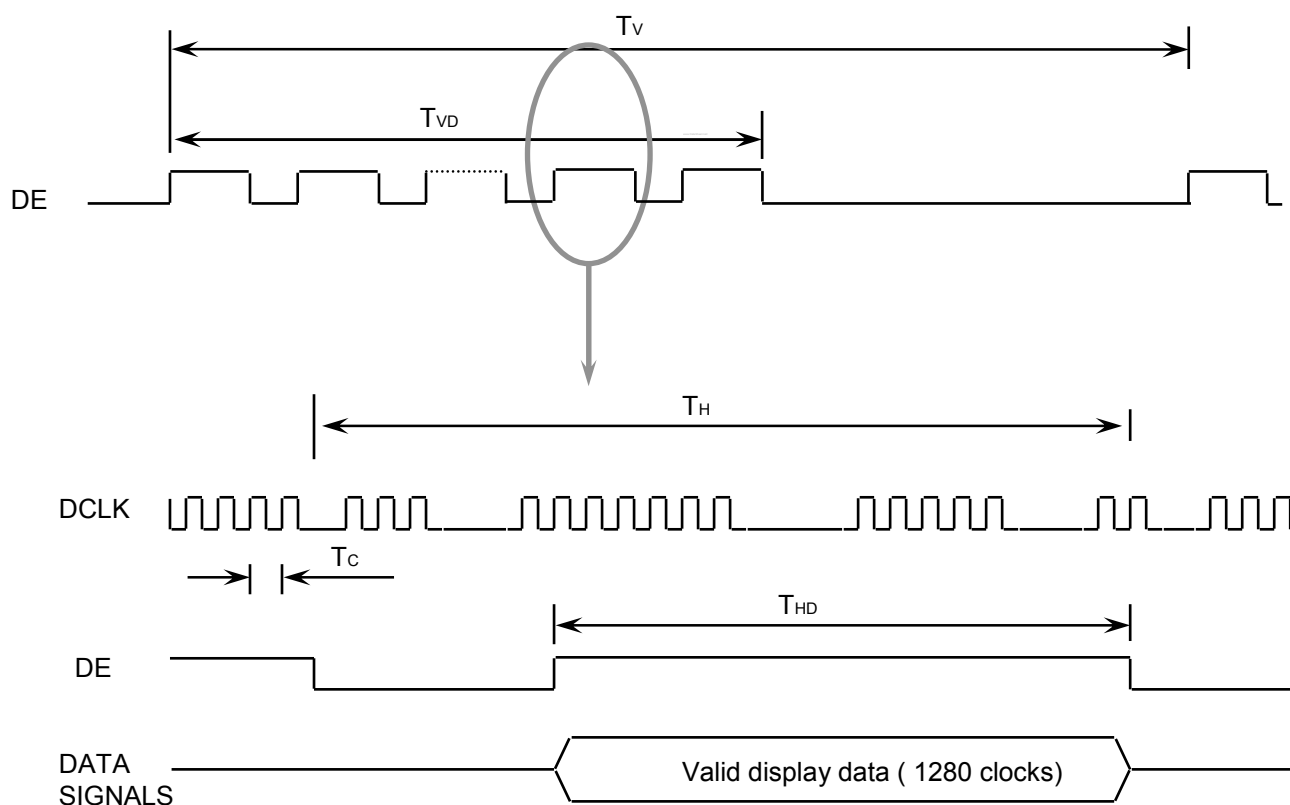 TV
TVD
DE
TH
DCLK
TC
THD
DE
DATA
SIGNALS
Valid display data ( 1280 clocks)